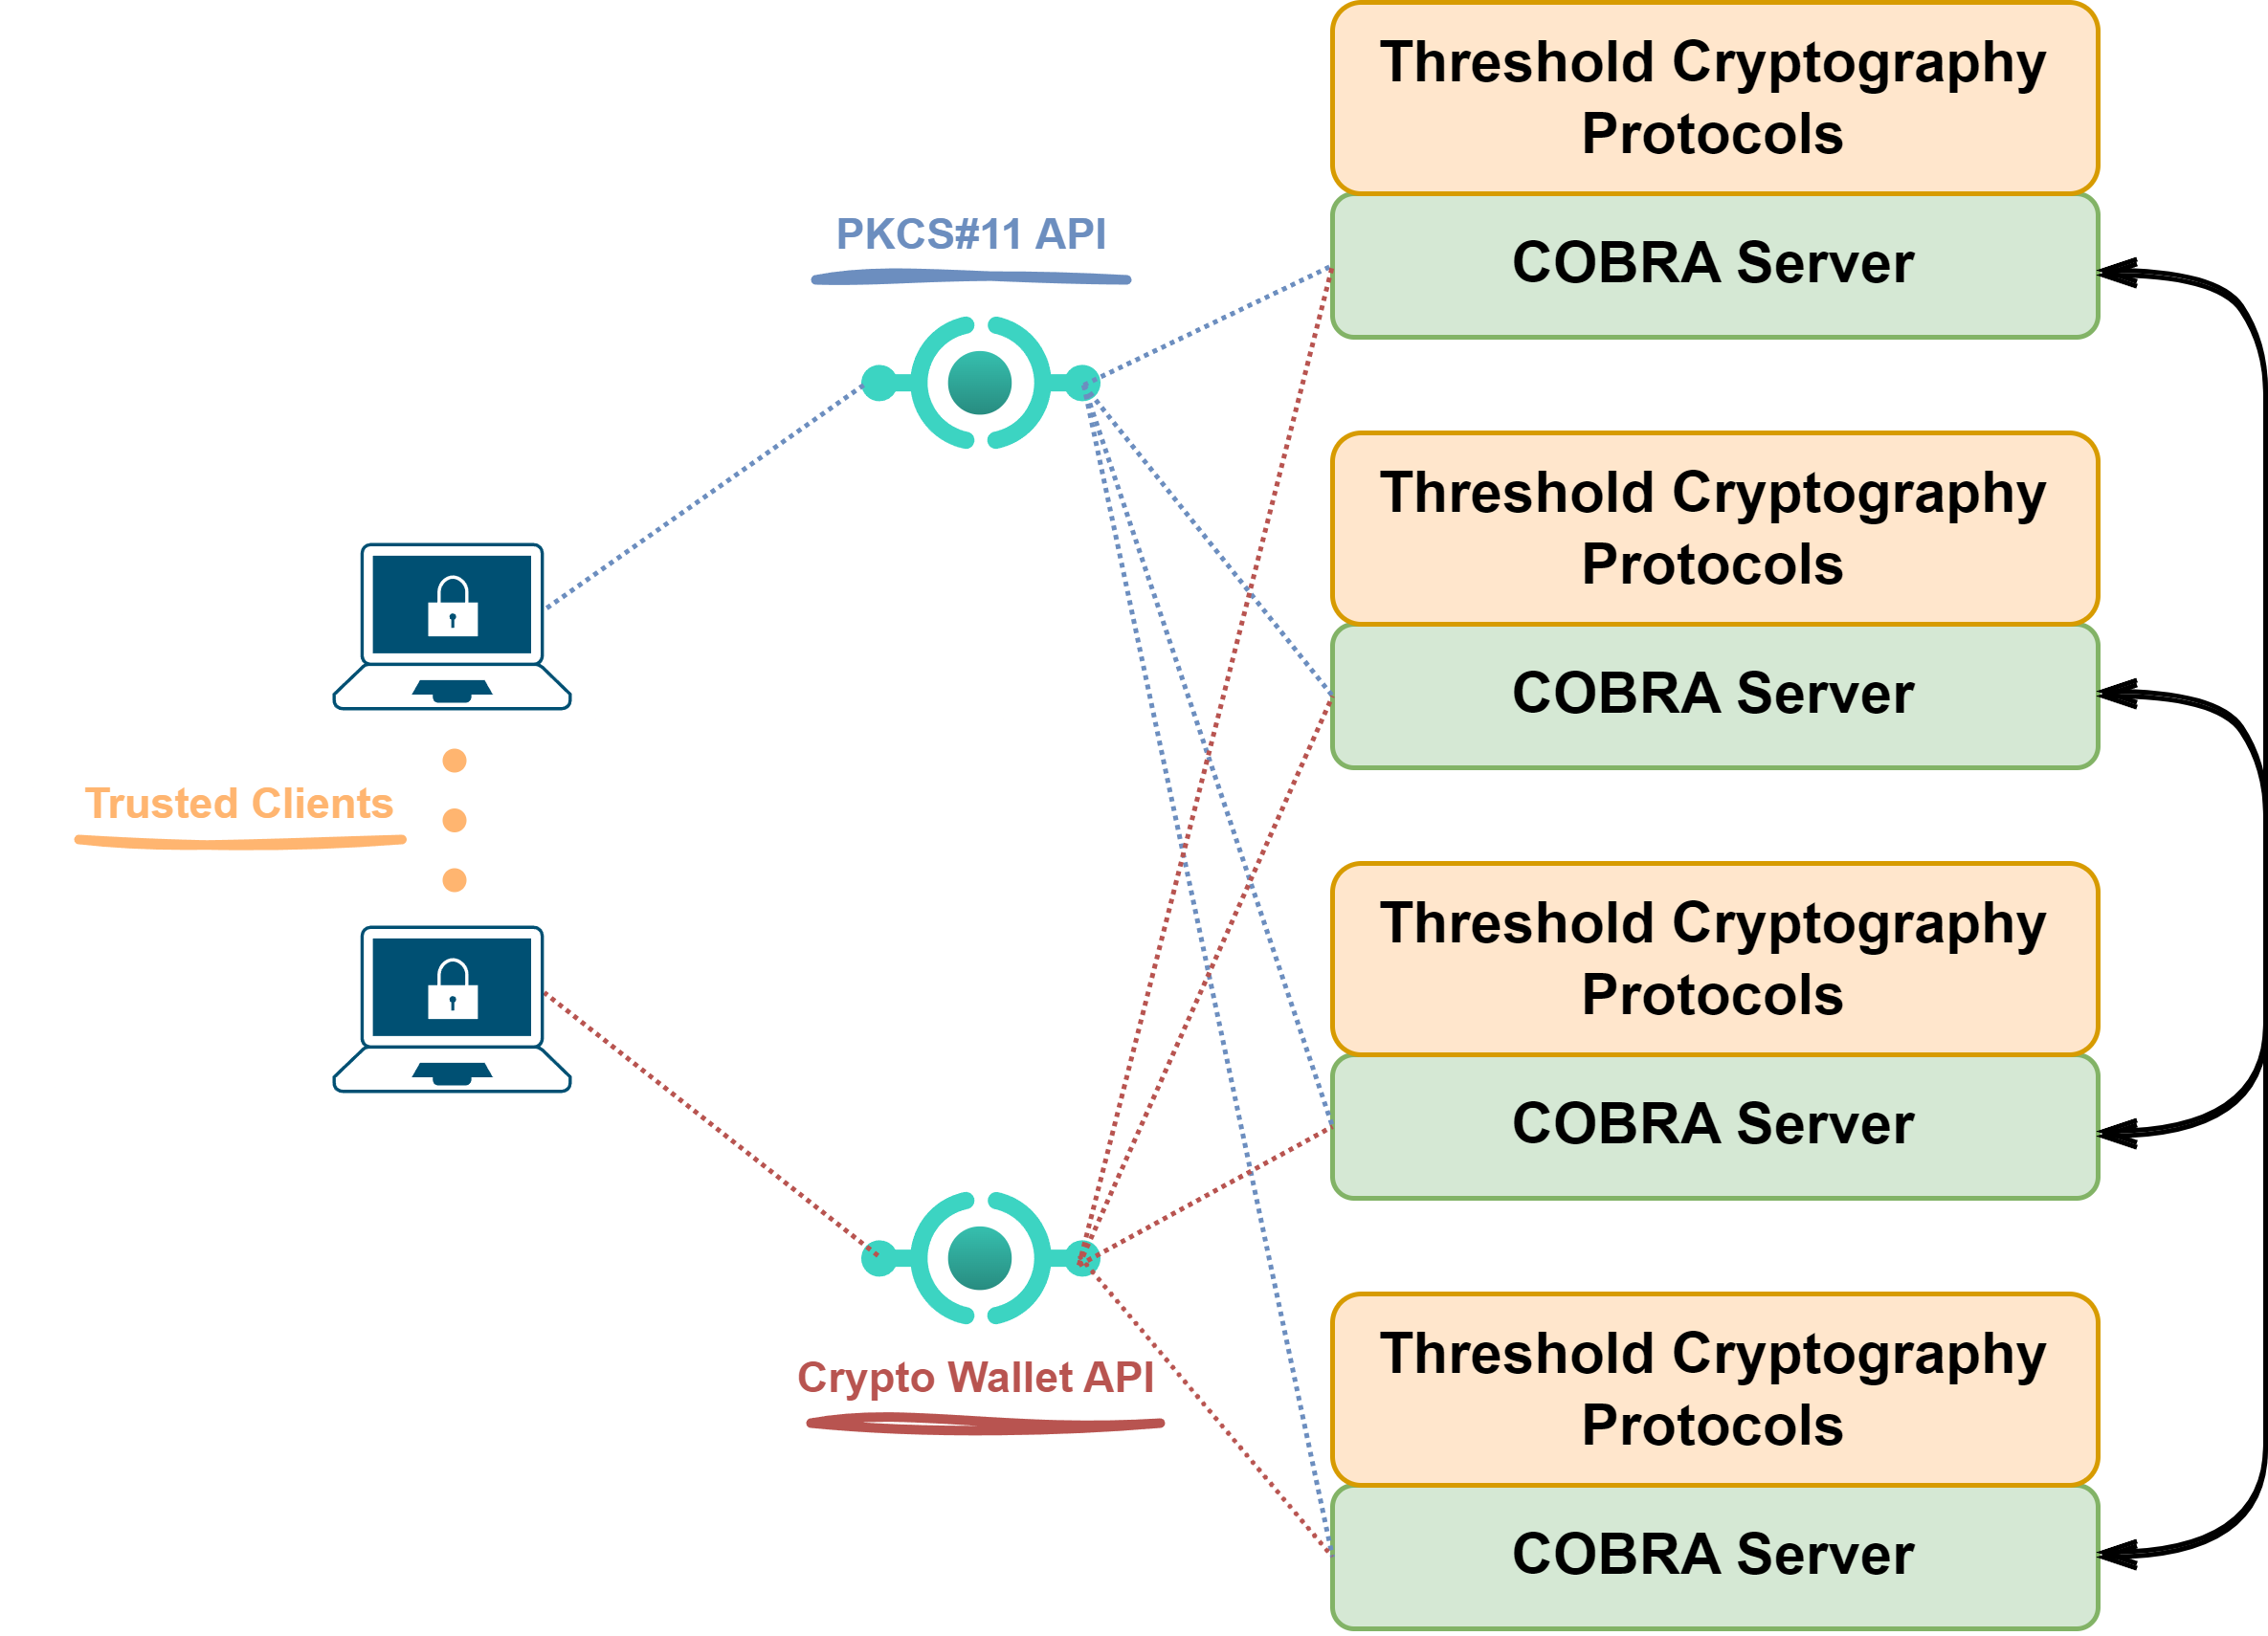 Threshold Cryptography
Protocols
COBRA Server
PKCS#11 API
Threshold Cryptography
Protocols
COBRA Server
Trusted Clients
Threshold Cryptography
Protocols
COBRA Server
Crypto Wallet API
Threshold Cryptography
Protocols
COBRA Server